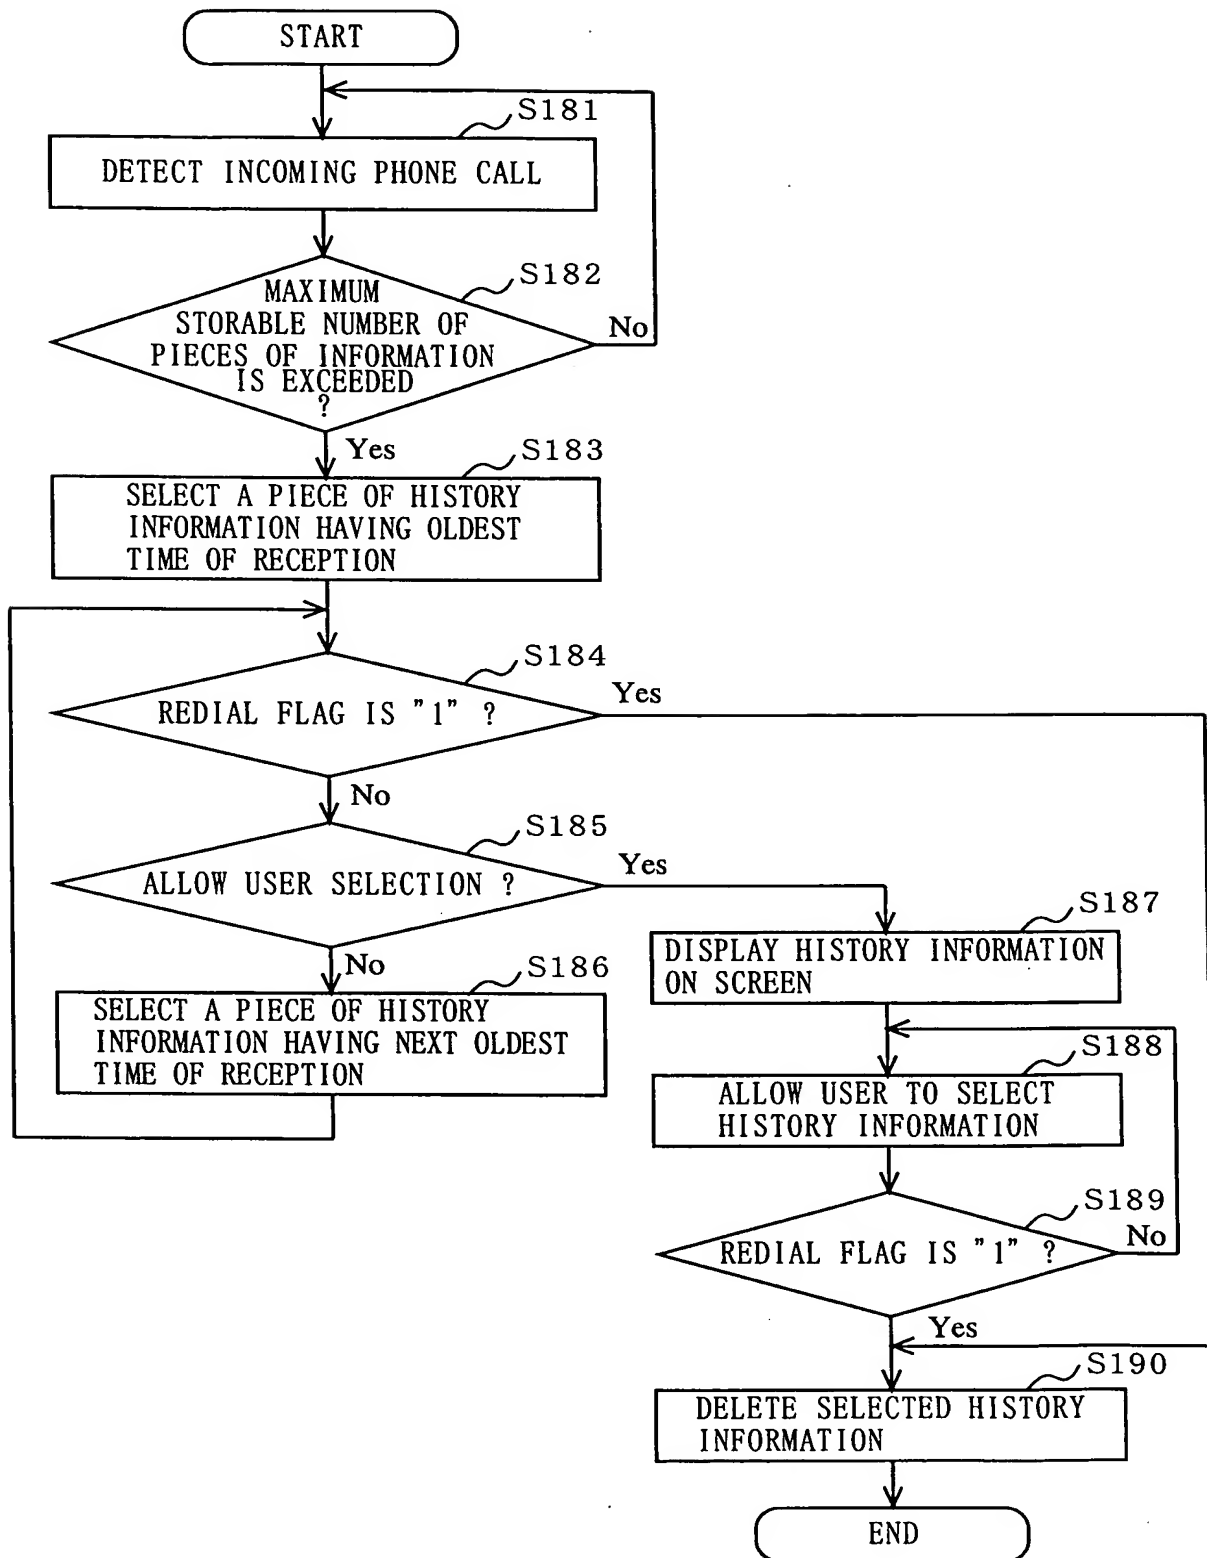 START
S181
DETECT INCOMING PHONE CALL
S182
MAXIMUM
STORABLE NUMBER OF
PIECES OF INFORMATION
IS EXCEEDED
?
No
Yes
S183
SELECT A PIECE OF HISTORY
INFORMATION HAVING OLDEST
TIME OF RECEPTION
S184
REDIAL FLAG IS "1" ?
Yes
No
S185
ALLOW USER SELECTION ?
Yes
No
S186
SELECT A PIECE OF HISTORY
INFORMATION HAVING NEXT OLDEST
TIME OF RECEPTION
S187
DISPLAY HISTORY INFORMATION
ON SCREEN
S188
ALLOW USER TO SELECT
HISTORY INFORMATION
S189
REDIAL FLAG IS "1" ?
No
Yes
S190
DELETE SELECTED HISTORY
INFORMATION
END